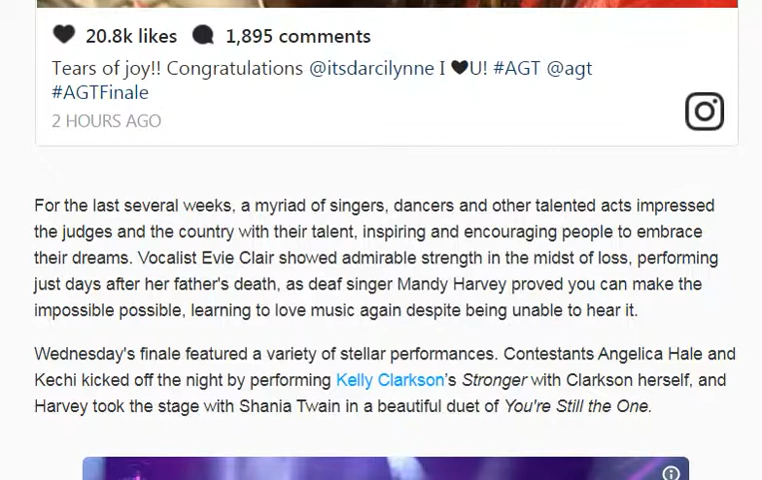 20.8k likes 1,895 comments
Tears of joy!! Congratulations @itsdarcilynne I ♥U! #AGT @agt
#AGTFinale
2 HOURS AGO
For the last several weeks, a myriad of singers, dancers and other talented acts impressed
the judges and the country with their talent, inspiring and encouraging people to embrace
their dreams. Vocalist Evie Clair showed admirable strength in the midst of loss, performing
just days after her father's death, as deaf singer Mandy Harvey proved you can make the
impossible possible, learning to love music again despite being unable to hear it.
Wednesday's finale featured a variety of stellar performances. Contestants Angelica Hale and
Kechi kicked off the night by performing Kelly Clarkson's Stronger with Clarkson herself, and
Harvey took the stage with Shania Twain in a beautiful duet of You're Still the One.